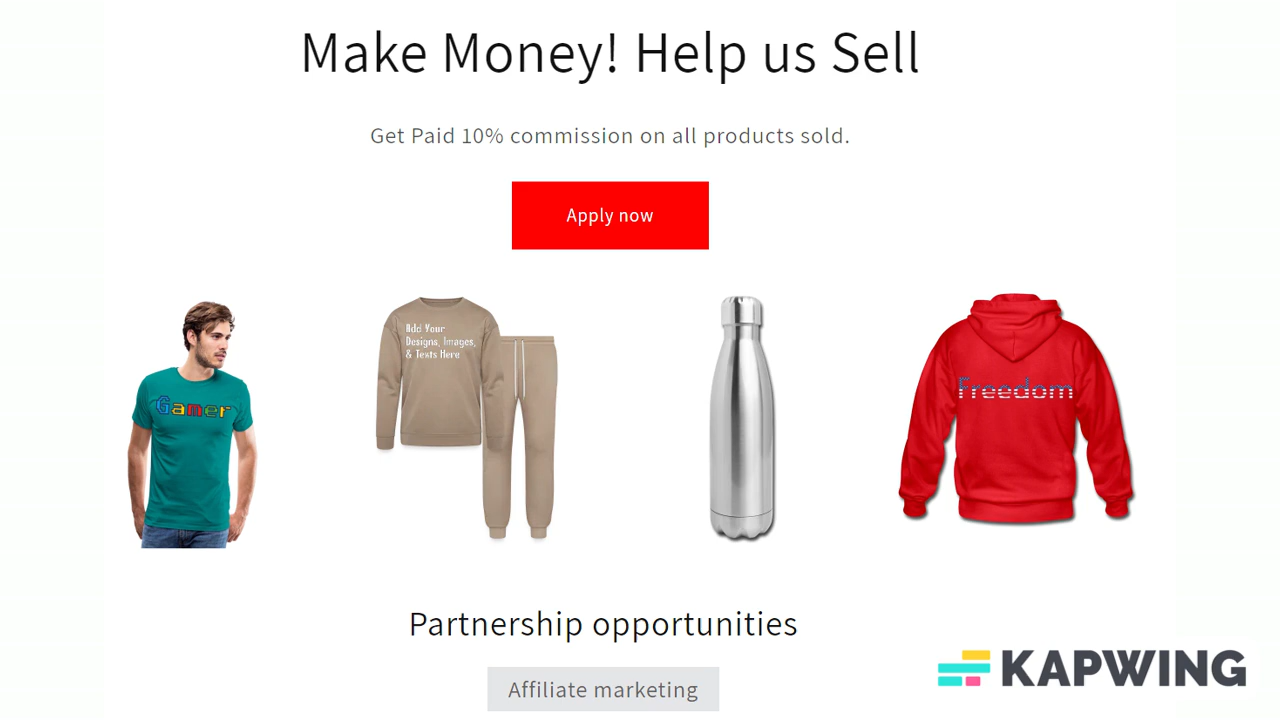 Make Money! Help us Sell
Get Paid 10% commission on all products sold.
Apply now
Gamer
Add Your
Designs, Images,
& Texts Here
Freedom
Partnership opportunities
Affiliate marketing
KAPWING